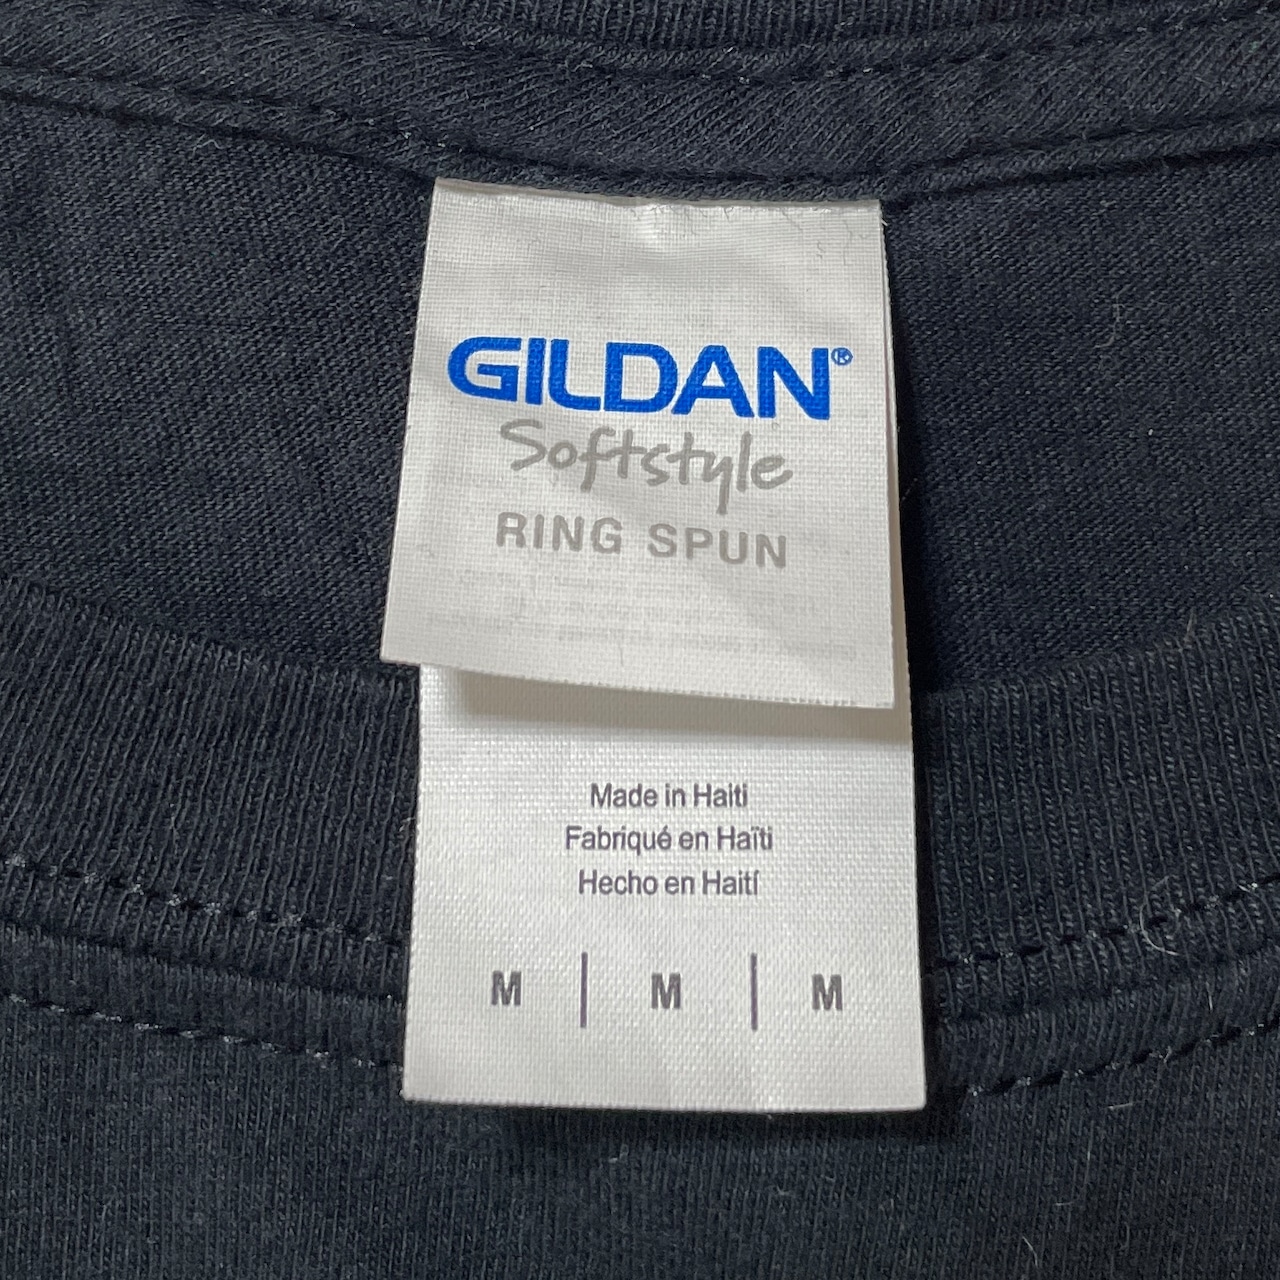 GILDAN®
Softstyle
RING SPUN
Made in Haiti
Fabriqué en Haïti
Hecho en Haití
M | M | M